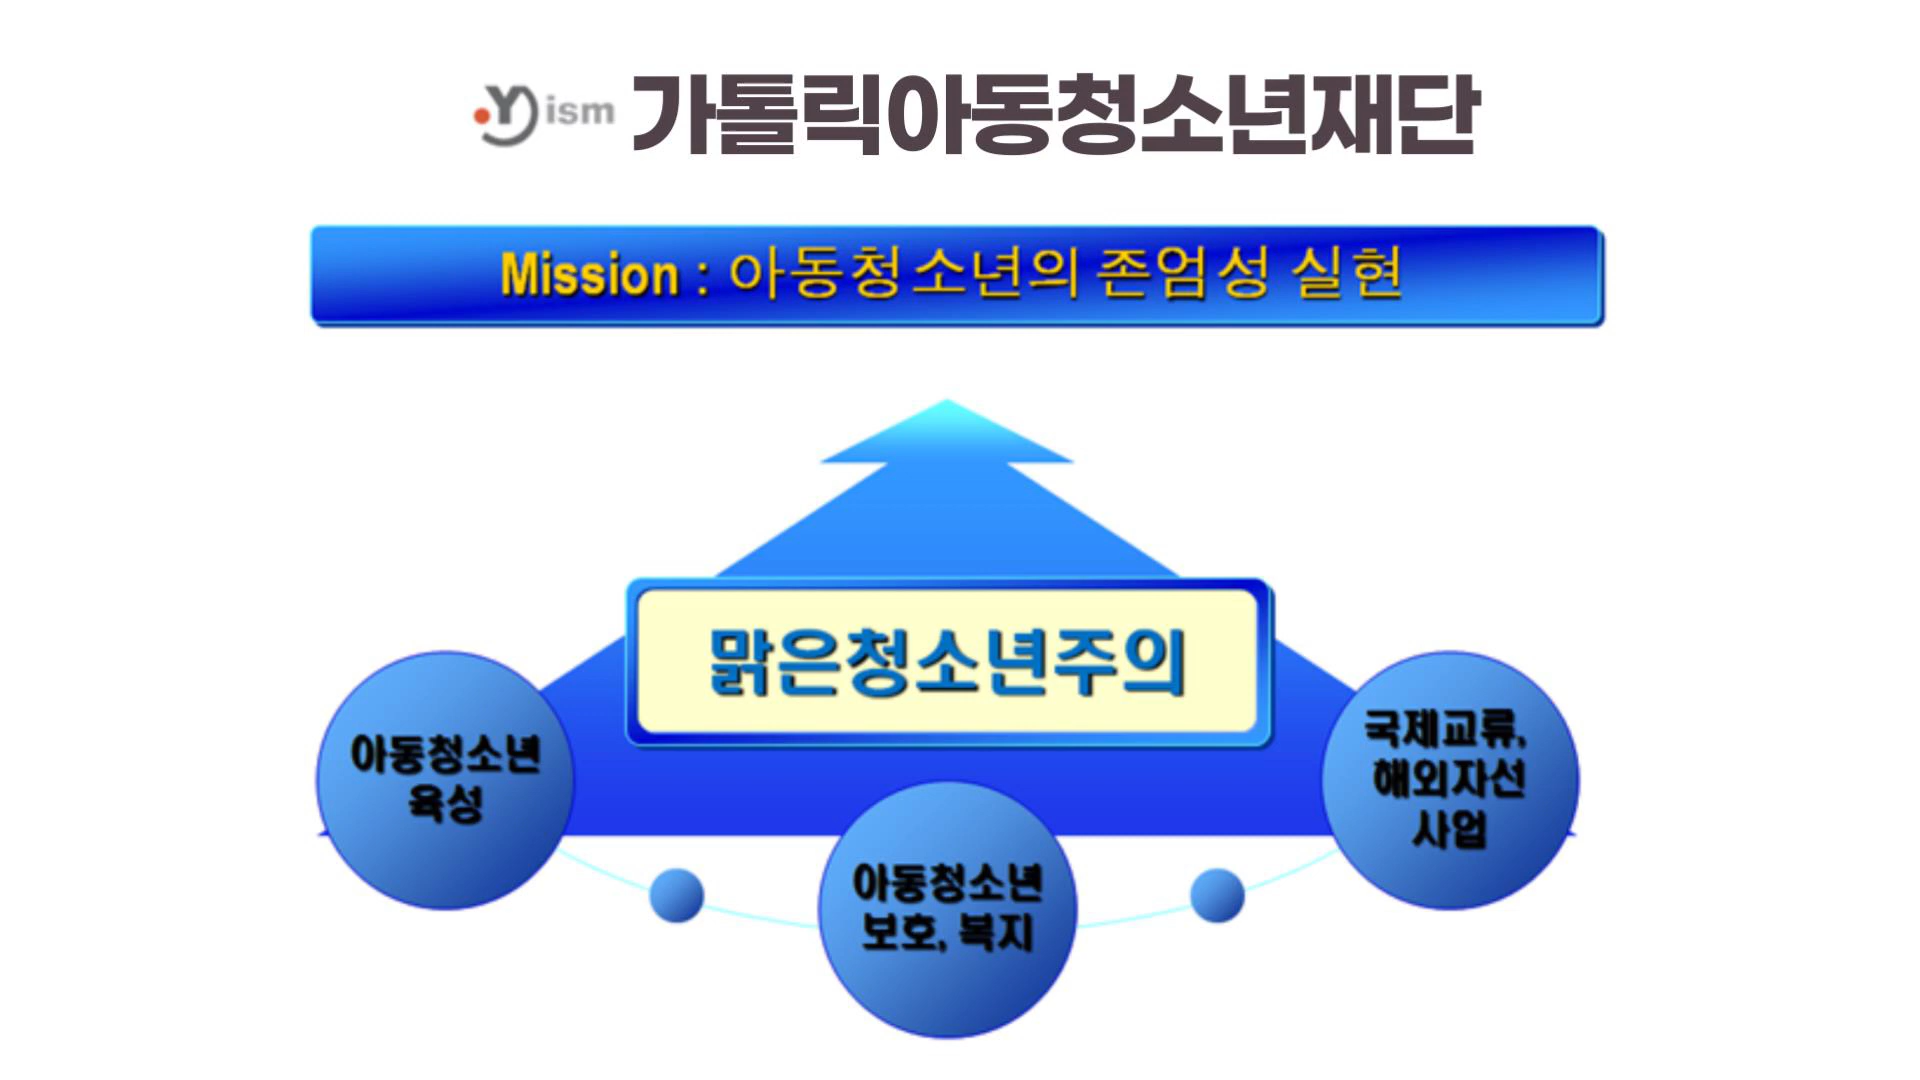 Yism 가톨릭아동청소년재단
Mission : 아동청소년의 존엄성 실현
맑은청소년주의
아동청소년
육성
아동청소년
보호, 복지
국제교류,
해외자선
사업